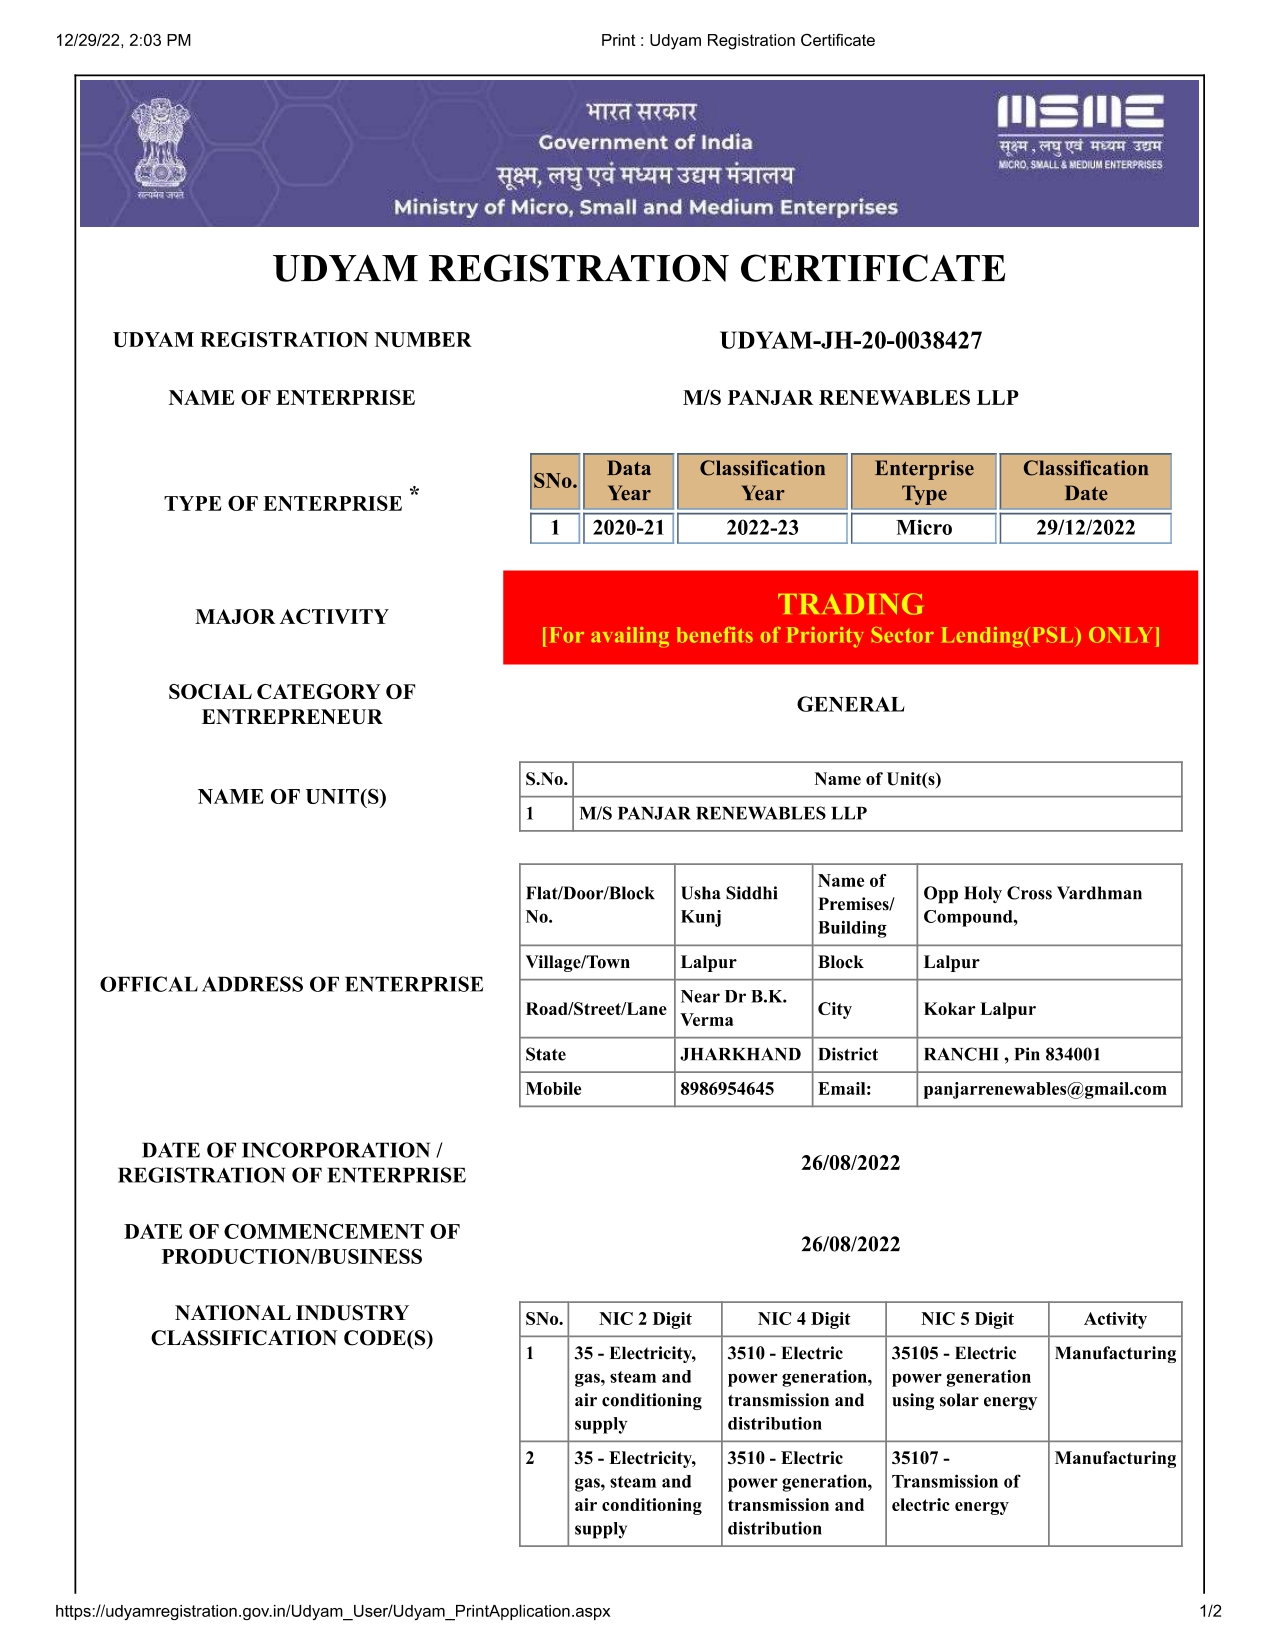 12/29/22, 2:03 PM
Print : Udyam Registration Certificate
सत्यमेव जयते
भारत सरकार
Government of India
सूक्ष्म, लघु एवं मध्यम उद्यम मंत्रालय
Ministry of Micro, Small and Medium Enterprises
MSME
सूक्ष्म , लघु एवं मध्यम उद्यम
MICRO, SMALL & MEDIUM ENTERPRISES
UDYAM REGISTRATION CERTIFICATE
UDYAM REGISTRATION NUMBER
UDYAM-JH-20-0038427
NAME OF ENTERPRISE
M/S PANJAR RENEWABLES LLP
TYPE OF ENTERPRISE *
SNo.
Data
Year
Classification
Year
Enterprise
Type
Classification
Date
1
2020-21
2022-23
Micro
29/12/2022
MAJOR ACTIVITY
TRADING
[For availing benefits of Priority Sector Lending(PSL) ONLY]
SOCIAL CATEGORY OF
ENTREPRENEUR
GENERAL
NAME OF UNIT(S)
S.No.
Name of Unit(s)
1
M/S PANJAR RENEWABLES LLP
OFFICAL ADDRESS OF ENTERPRISE
Flat/Door/Block
No.
Usha Siddhi
Kunj
Name of
Premises/
Building
Opp Holy Cross Vardhman
Compound,
Village/Town
Lalpur
Block
Lalpur
Road/Street/Lane
Near Dr B.K.
Verma
City
Kokar Lalpur
State
JHARKHAND
District
RANCHI , Pin 834001
Mobile
8986954645
Email:
panjarrenewables@gmail.com
DATE OF INCORPORATION /
REGISTRATION OF ENTERPRISE
26/08/2022
DATE OF COMMENCEMENT OF
PRODUCTION/BUSINESS
26/08/2022
NATIONAL INDUSTRY
CLASSIFICATION CODE(S)
SNo.
NIC 2 Digit
NIC 4 Digit
NIC 5 Digit
Activity
1
35 - Electricity,
gas, steam and
air conditioning
supply
3510 - Electric
power generation,
transmission and
distribution
35105 - Electric
power generation
using solar energy
Manufacturing
2
35 - Electricity,
gas, steam and
air conditioning
supply
3510 - Electric
power generation,
transmission and
distribution
35107 -
Transmission of
electric energy
Manufacturing
https://udyamregistration.gov.in/Udyam_User/Udyam_PrintApplication.aspx
1/2